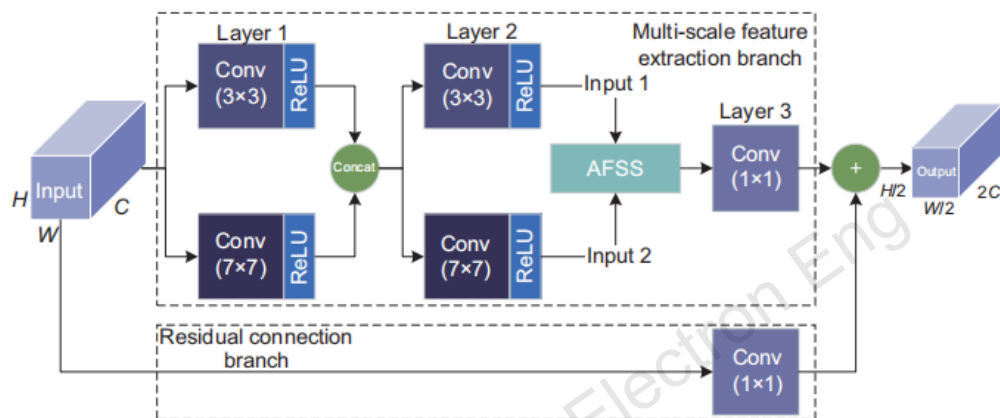 Layer 1
Layer 2
Multi-scale feature
extraction branch
Conv
(3×3)
ReLU
Conv
(3×3)
ReLU
Input 1
Layer 3
Input
H
W
C
Concat
AFSS
Conv
(1×1)
+
Output
H/2
W/2
2C
Conv
(7×7)
ReLU
Conv
(7×7)
ReLU
Input 2
Residual connection
branch
Conv
(1×1)
Electron Eng